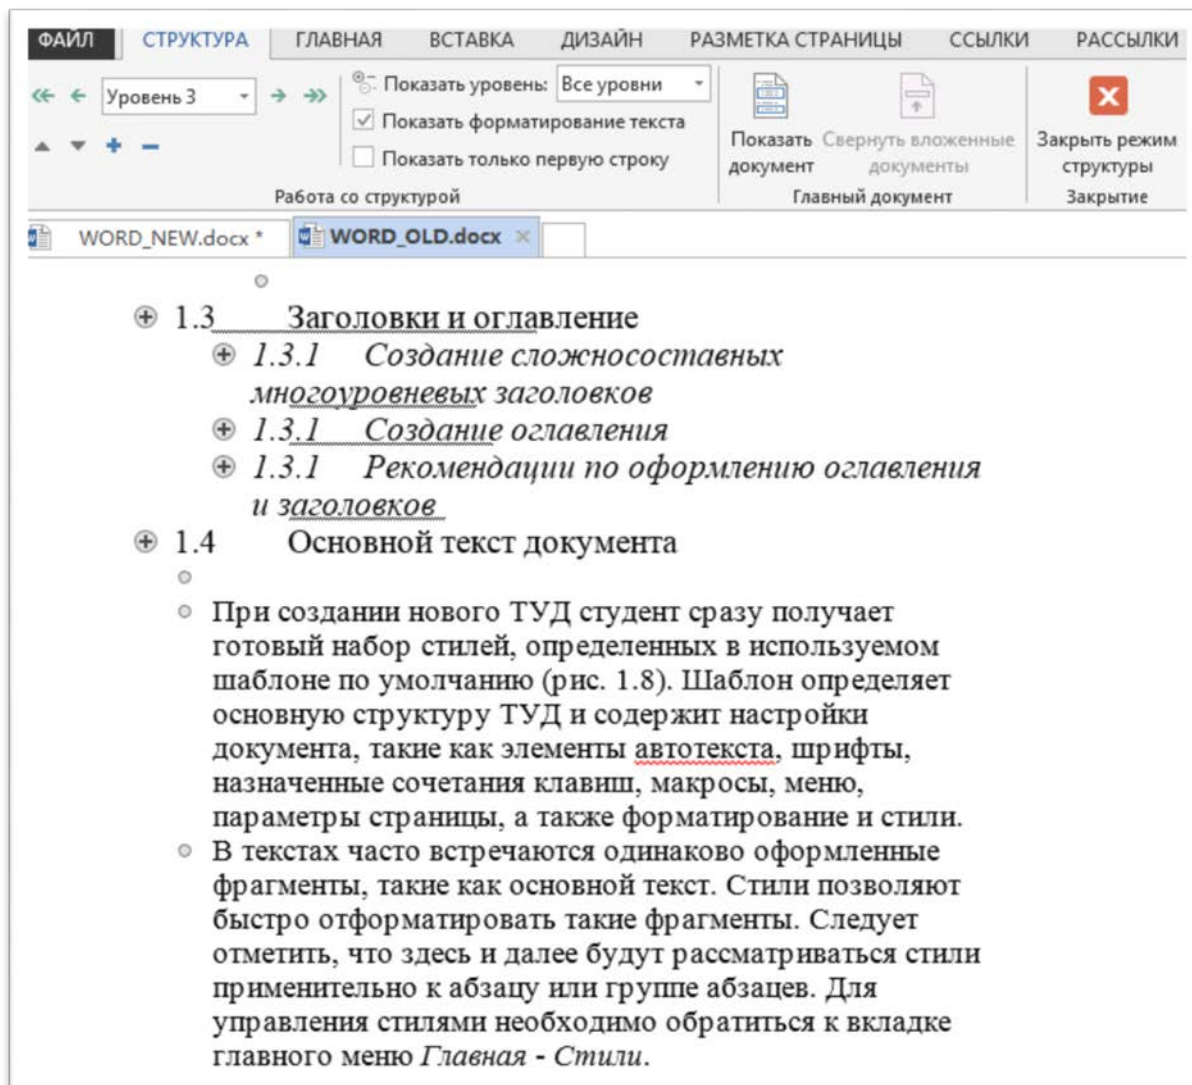 ФАЙЛ СТРУКТУРА ГЛАВНАЯ ВСТАВКА ДИЗАЙН РАЗМЕТКА СТРАНИЦЫ ССЫЛКИ РАССЫЛКИ
Уровень 3 Показать уровень: Все уровни
Показать форматирование текста
Показать только первую строку
Показать документ
Свернуть вложенные документы
Закрыть режим структуры
Работа со структурой Главный документ Закрытие
WORD_NEW.docx * WORD_OLD.docx ×
1.3 Заголовки и оглавление
1.3.1 Создание сложносоставных
многоуровневых заголовков
1.3.1 Создание оглавления
1.3.1 Рекомендации по оформлению оглавления
и заголовков
1.4 Основной текст документа
При создании нового ТУД студент сразу получает
готовый набор стилей, определенных в используемом
шаблоне по умолчанию (рис. 1.8). Шаблон определяет
основную структуру ТУД и содержит настройки
документа, такие как элементы автотекста, шрифты,
назначенные сочетания клавиш, макросы, меню,
параметры страницы, а также форматирование и стили.
В текстах часто встречаются одинаково оформленные
фрагменты, такие как основной текст. Стили позволяют
быстро отформатировать такие фрагменты. Следует
отметить, что здесь и далее будут рассматриваться стили
применительно к абзацу или группе абзацев. Для
управления стилями необходимо обратиться к вкладке
главного меню Главная - Стили.